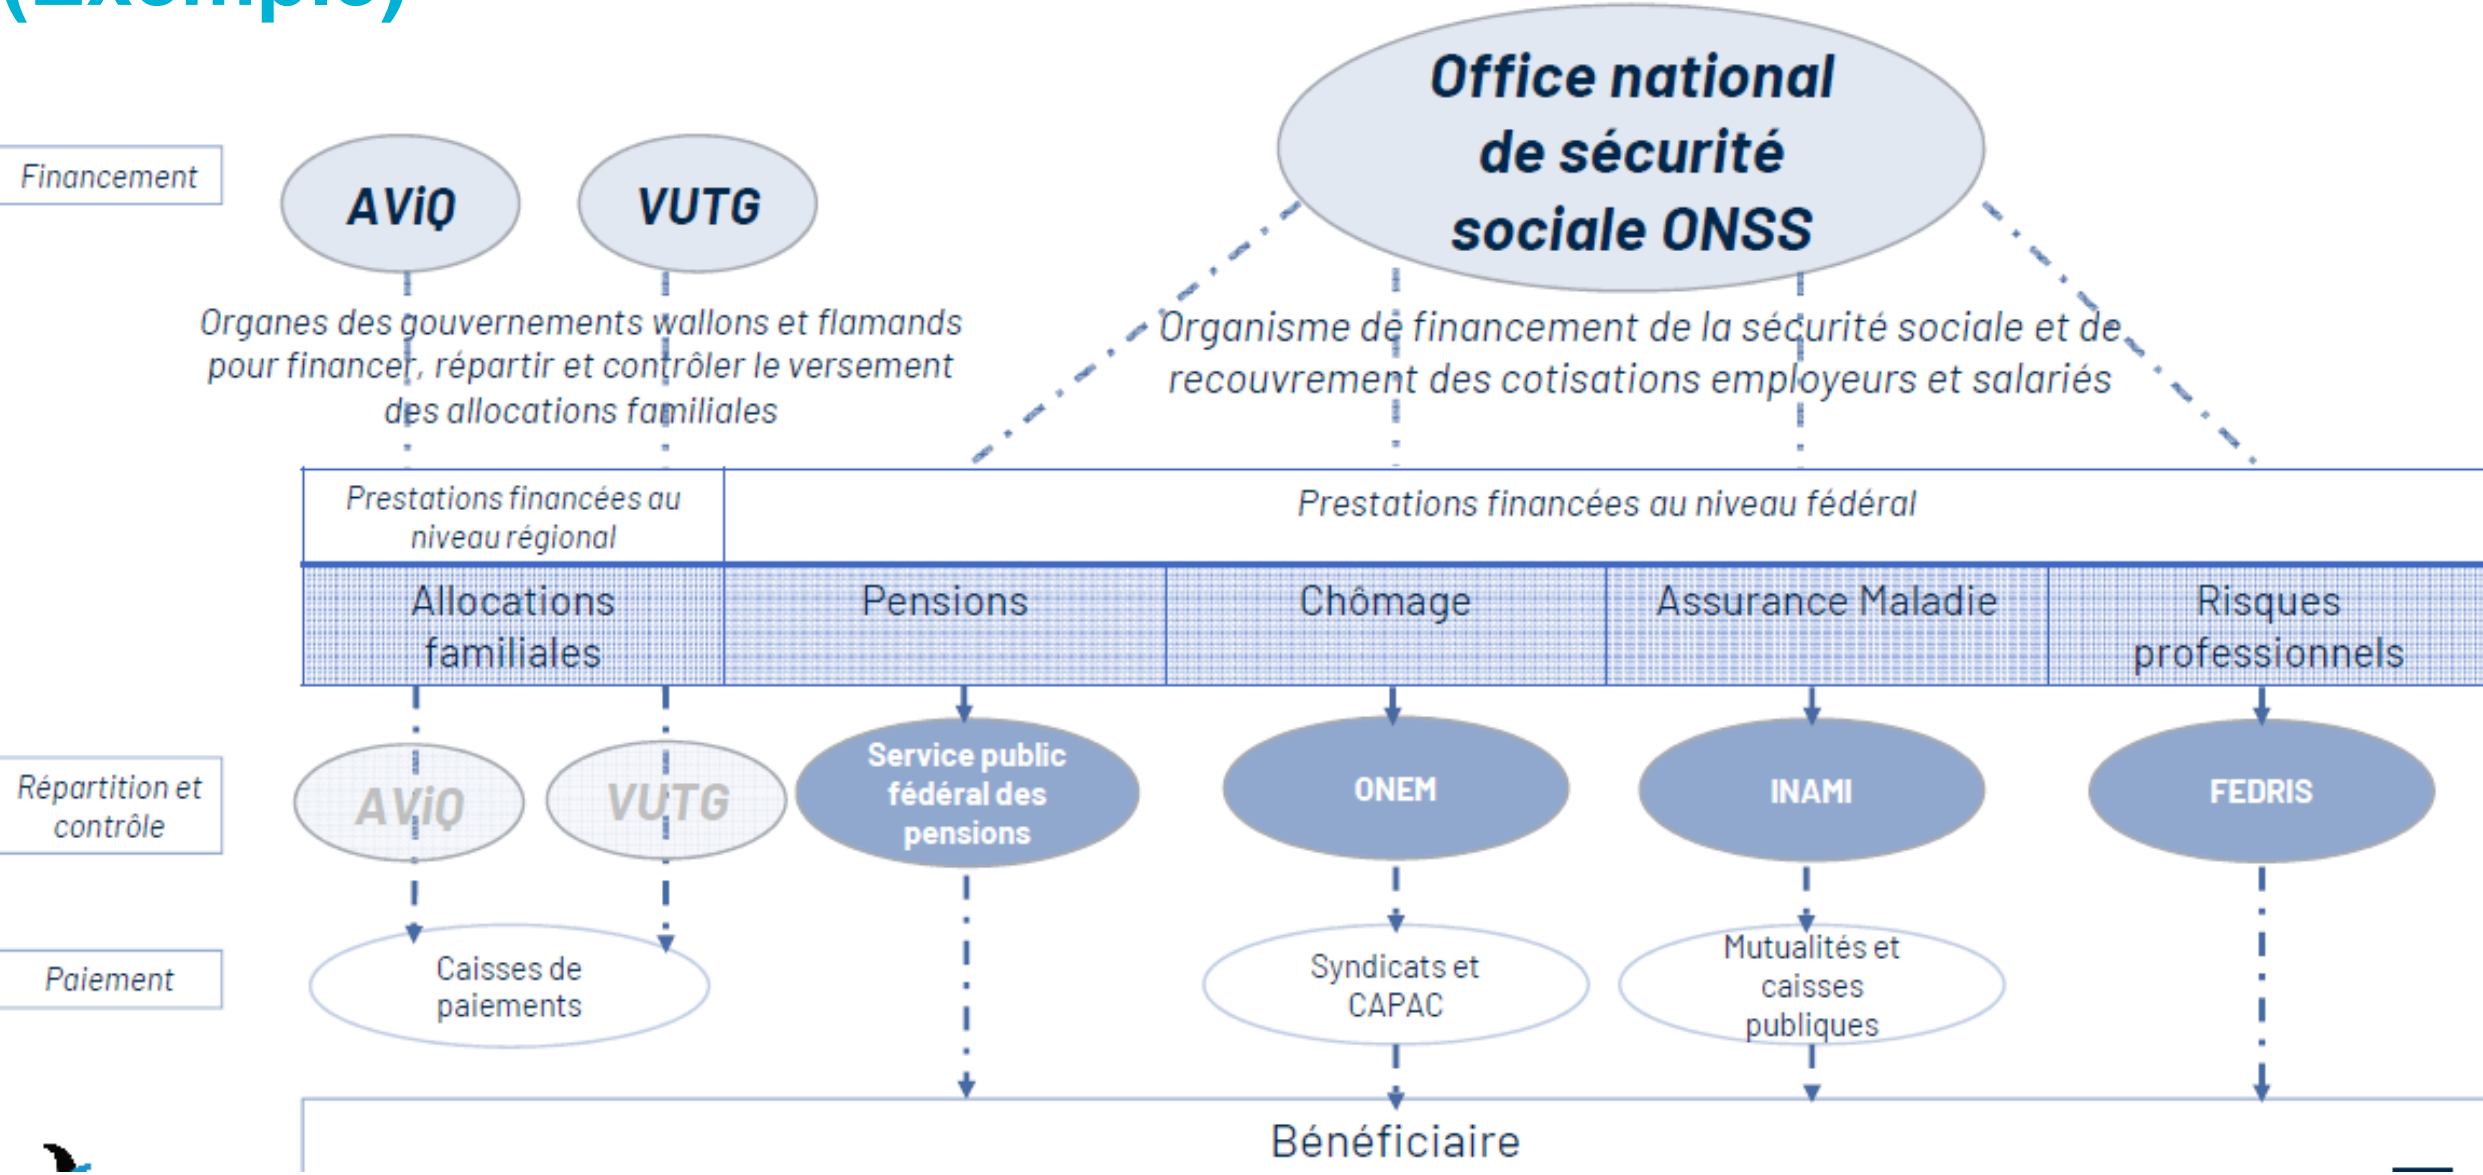 (Exemple)
Office national
de sécurité
sociale ONSS
Financement
AViQ
VUTG
Organes des gouvernements wallons et flamands
pour financer, répartir et contrôler le versement
des allocations familiales
Organisme de financement de la sécurité sociale et de
recouvrement des cotisations employeurs et salariés
Prestations financées au
niveau régional
Prestations financées au niveau fédéral
Allocations
familiales
Pensions
Chômage
Assurance Maladie
Risques
professionnels
Répartition et
contrôle
AViQ
VUTG
Service public
fédéral des
pensions
ONEM
INAMI
FEDRIS
Paiement
Caisses de
paiements
Syndicats et
CAPAC
Mutualités et
caisses
publiques
Bénéficiaire